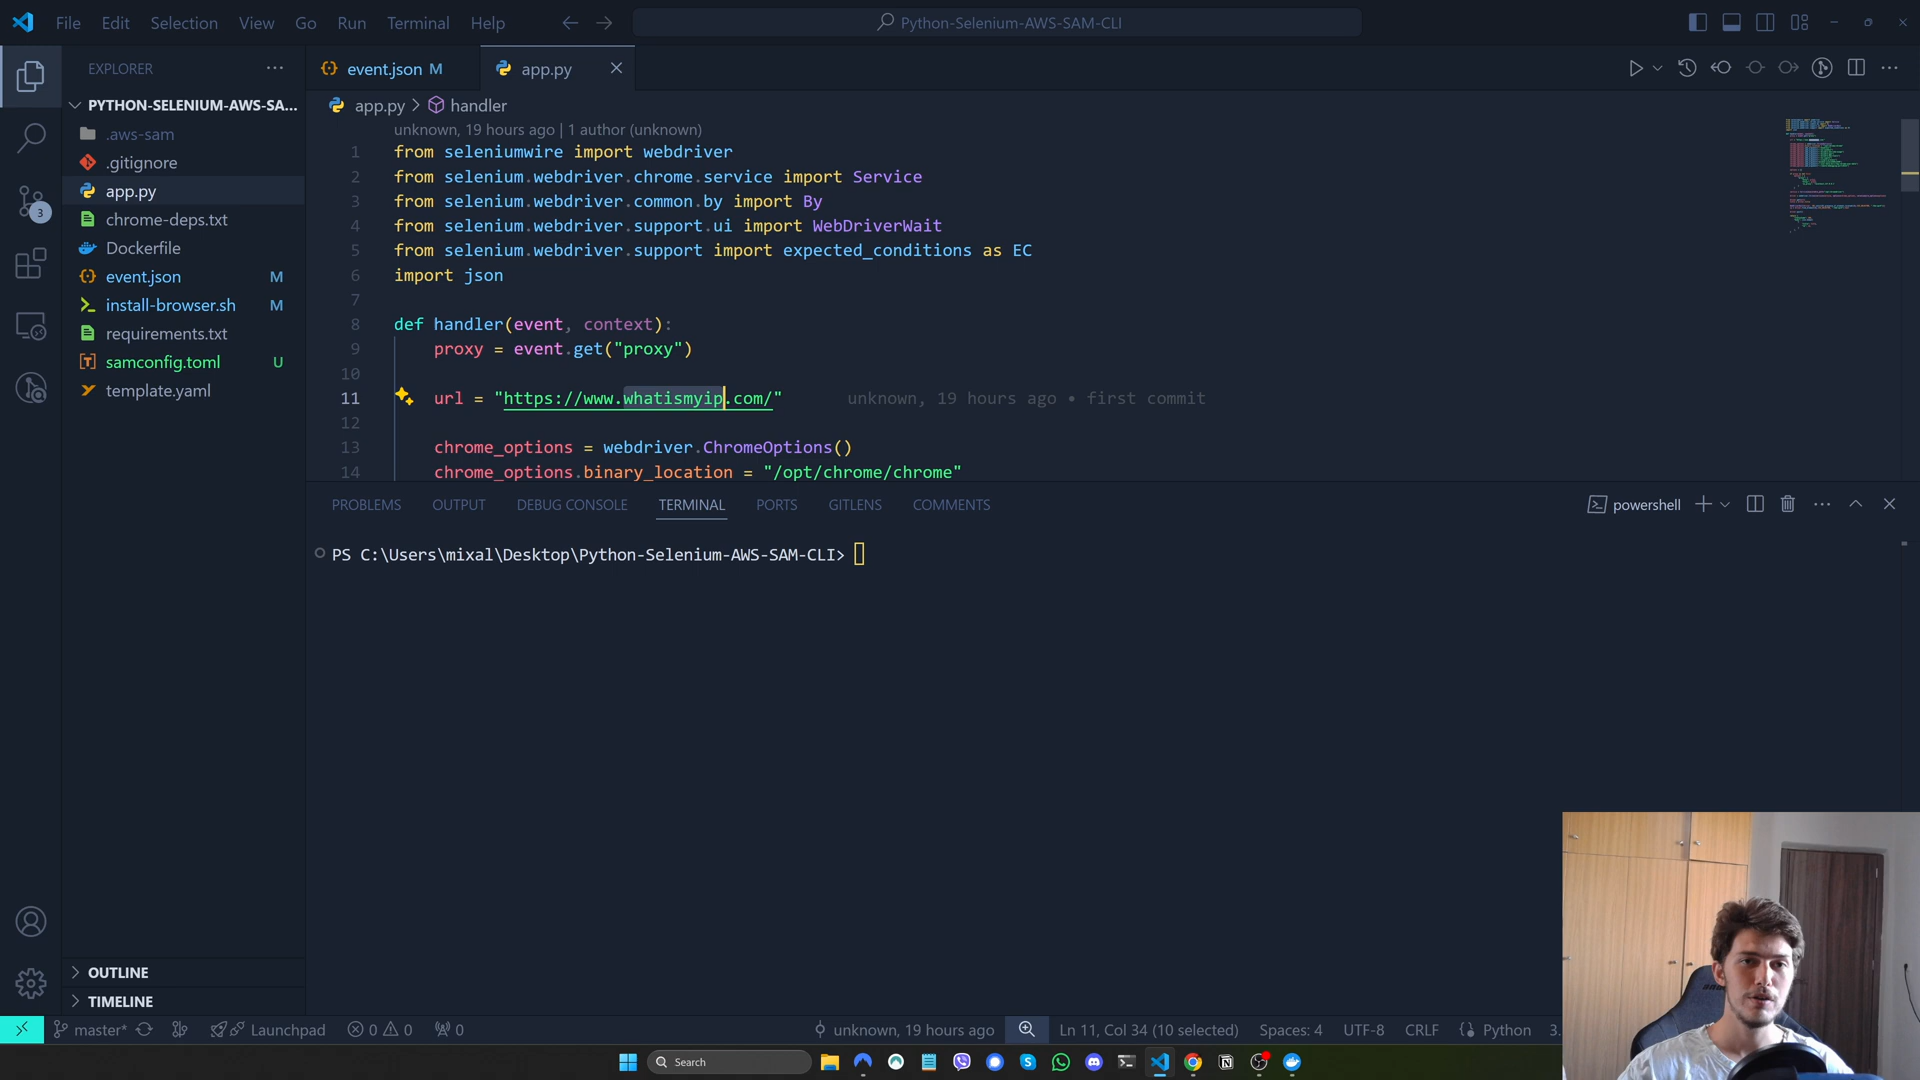 File Edit Selection View Go Run Terminal Help
Python-Selenium-AWS-SAM-CLI
EXPLORER
PYTHON-SELENIUM-AWS-SA...
.aws-sam
.gitignore
app.py
chrome-deps.txt
Dockerfile
event.json M
install-browser.sh M
requirements.txt
samconfig.toml U
template.yaml
3
OUTLINE
TIMELINE
event.json M
app.py
app.py > handler
unknown, 19 hours ago | 1 author (unknown)
1 from seleniumwire import webdriver
2 from selenium.webdriver.chrome.service import Service
3 from selenium.webdriver.common.by import By
4 from selenium.webdriver.support.ui import WebDriverWait
5 from selenium.webdriver.support import expected_conditions as EC
6 import json
7
8 def handler(event, context):
9 proxy = event.get("proxy")
10
11 url = "https://www.whatismyip.com/" unknown, 19 hours ago • first commit
12
13 chrome_options = webdriver.ChromeOptions()
14 chrome_options.binary_location = "/opt/chrome/chrome"
PROBLEMS OUTPUT DEBUG CONSOLE TERMINAL PORTS GITLENS COMMENTS
powershell
PS C:\Users\mixal\Desktop\Python-Selenium-AWS-SAM-CLI>
master* Launchpad 0 0 0
unknown, 19 hours ago Ln 11, Col 34 (10 selected) Spaces: 4 UTF-8 CRLF Python 3.
Search